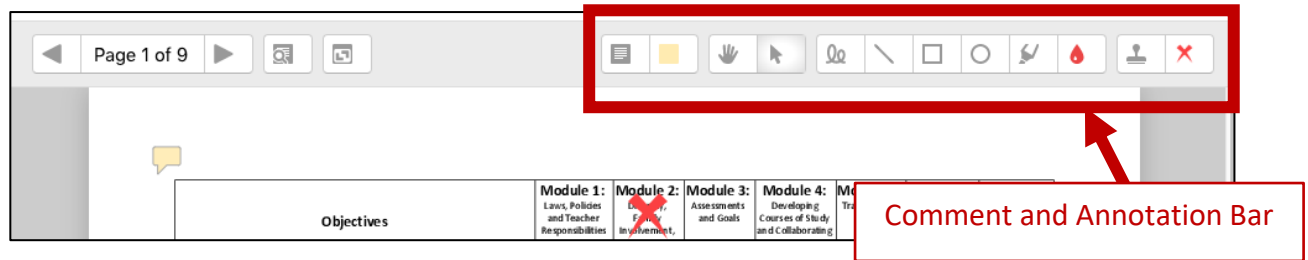 Page 1 of 9
Objectives
Module 1:
Laws, Policies
and Teacher
Responsibilities
Module 2:
Involvement,
Module 3:
Assessments
and Goals
Module 4:
Developing
Courses of Study
and Collaborating
Comment and Annotation Bar